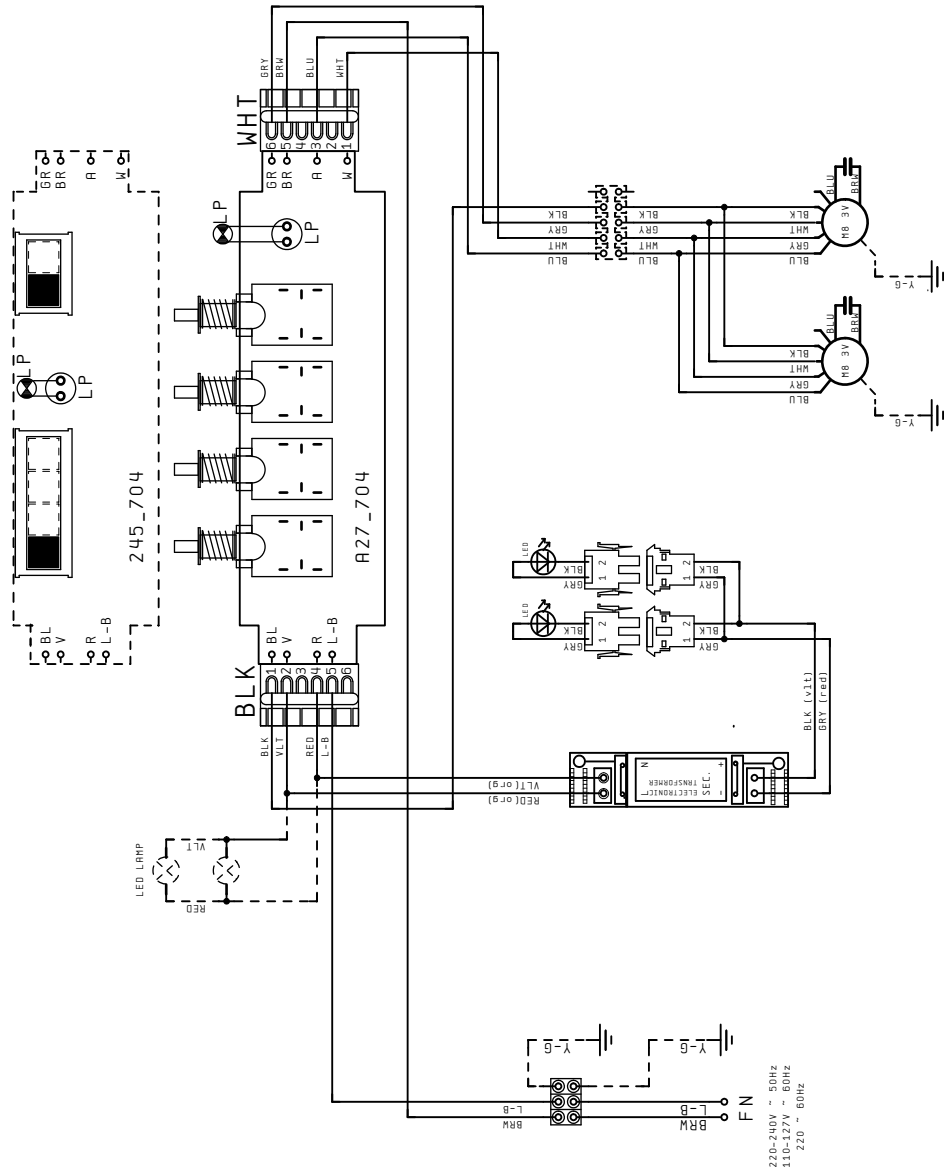 GRY
BRW
BLU
WHT
WHT
6
5
4
3
2
1
GR
BR
A
W
GR
BR
A
W
LP
LP
LP
LP
245_704
A27_704
BL
V
R
L-B
BL
V
R
L-B
BLK
1
2
3
4
5
6
BLK
VLT
RED
L-B
BLK
GRY
WHT
BLU
BLK
GRY
WHT
BLU
BLK
WHT
GRY
BLU
M8 3V
BLU
BRW
Y-G
BLK
WHT
GRY
BLU
M8 3V
BLU
BRW
Y-G
LED
BLK
GRY
1 2
1 2
BLK
GRY
LED
BLK
GRY
1 2
1 2
BLK
GRY
BLK (vlt)
GRY (red)
VLT(org)
RED(org)
L N
ELECTRONIC
TRNSFORMER
SEC.
- +
LED LAMP
VLT
RED
Y-G
Y-G
L-B
BRW
L-B
BRW
F N
220-240V ~ 50Hz
110-127V ~ 60Hz
220 ~ 60Hz